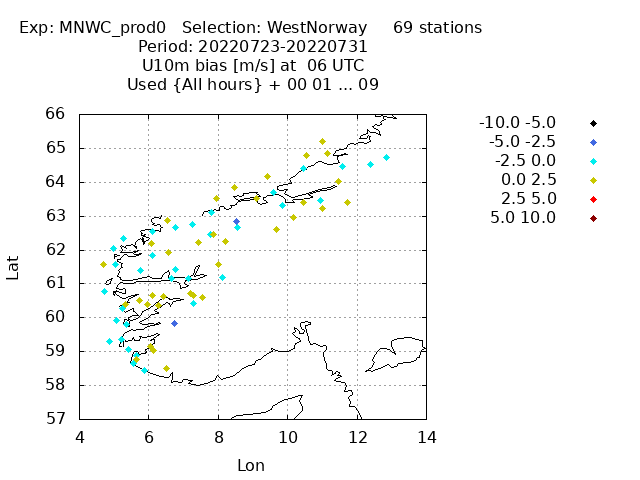 Exp: MNWC_prod0   Selection: WestNorway     69 stations
Period: 20220723-20220731
U10m bias [m/s] at  06 UTC
Used {All hours} + 00 01 ... 09
-10.0 -5.0
-5.0 -2.5
-2.5 0.0
0.0 2.5
2.5 5.0
5.0 10.0
66
65
64
63
62
61
60
59
58
57
Lat
4 6 8 10 12 14
Lon